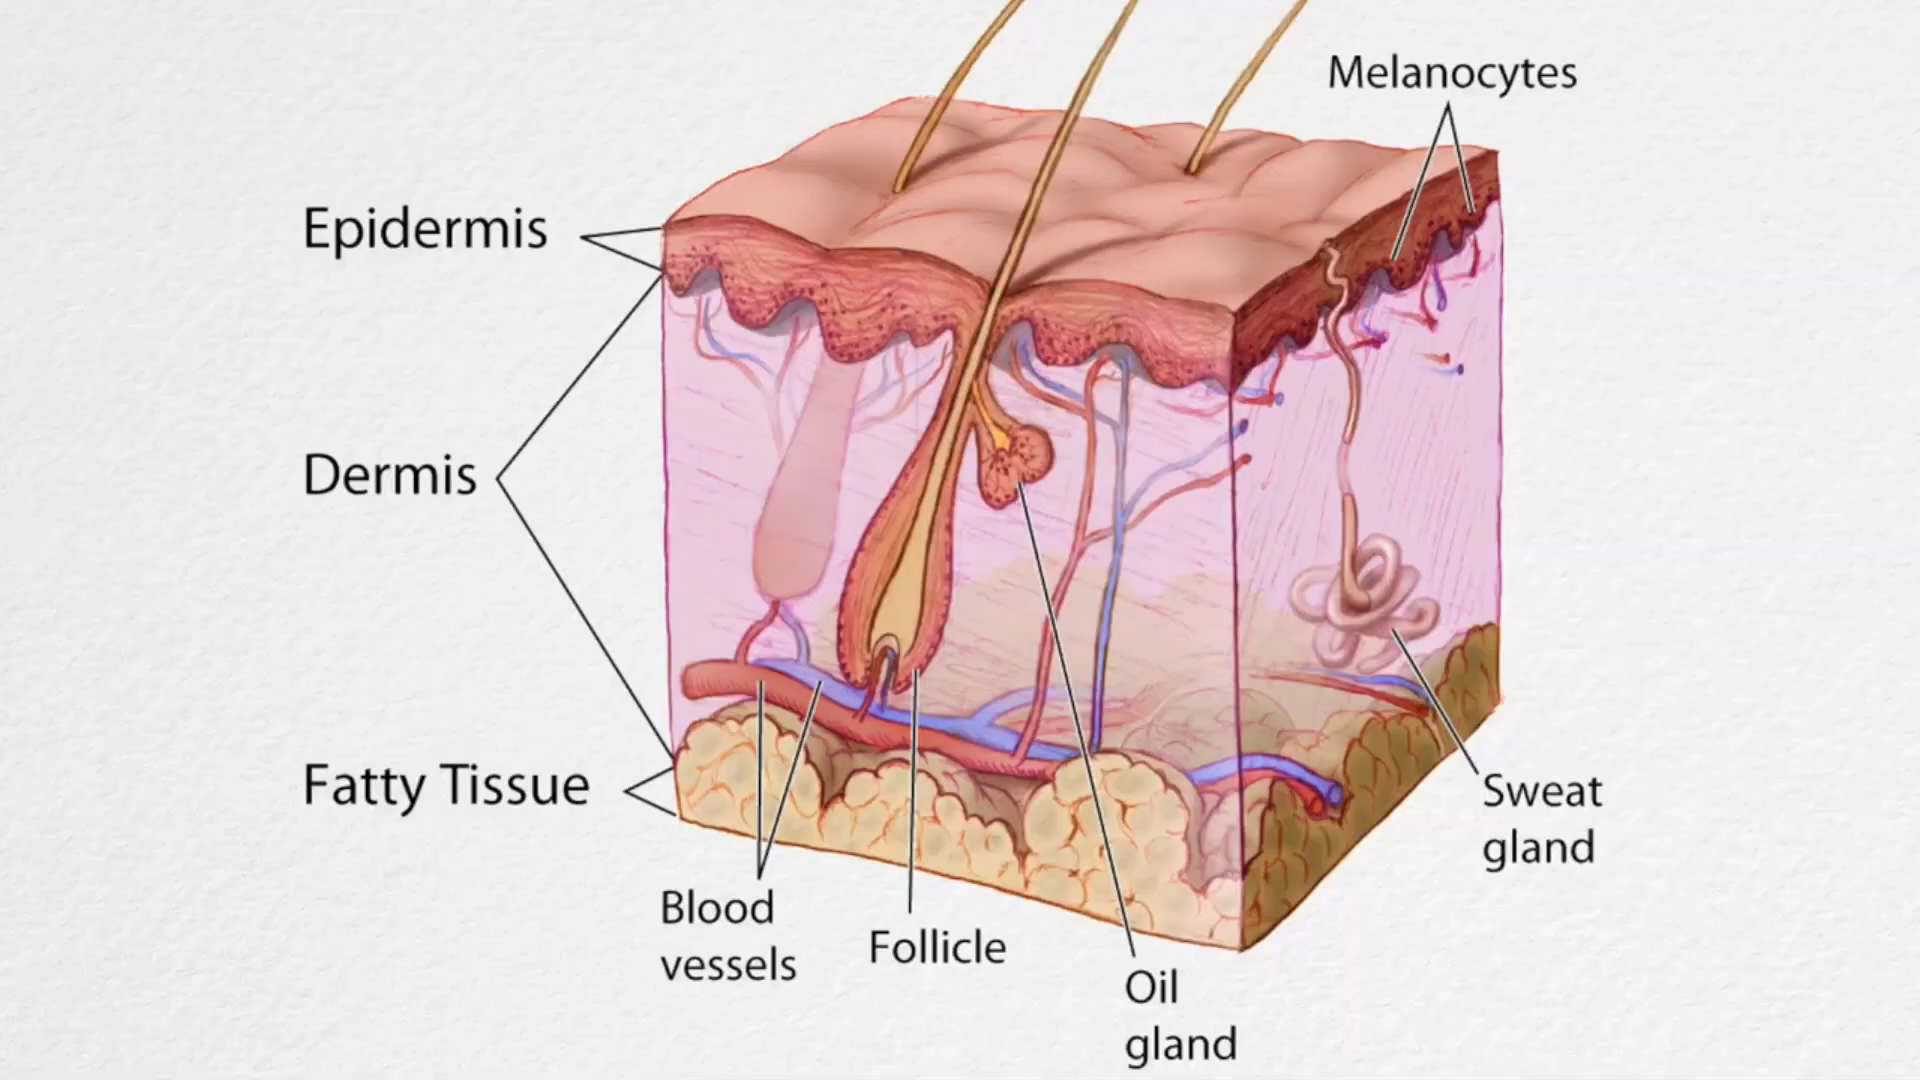 Melanocytes
Epidermis
Dermis
Fatty Tissue
Sweat
gland
Blood
vessels
Follicle
Oil
gland